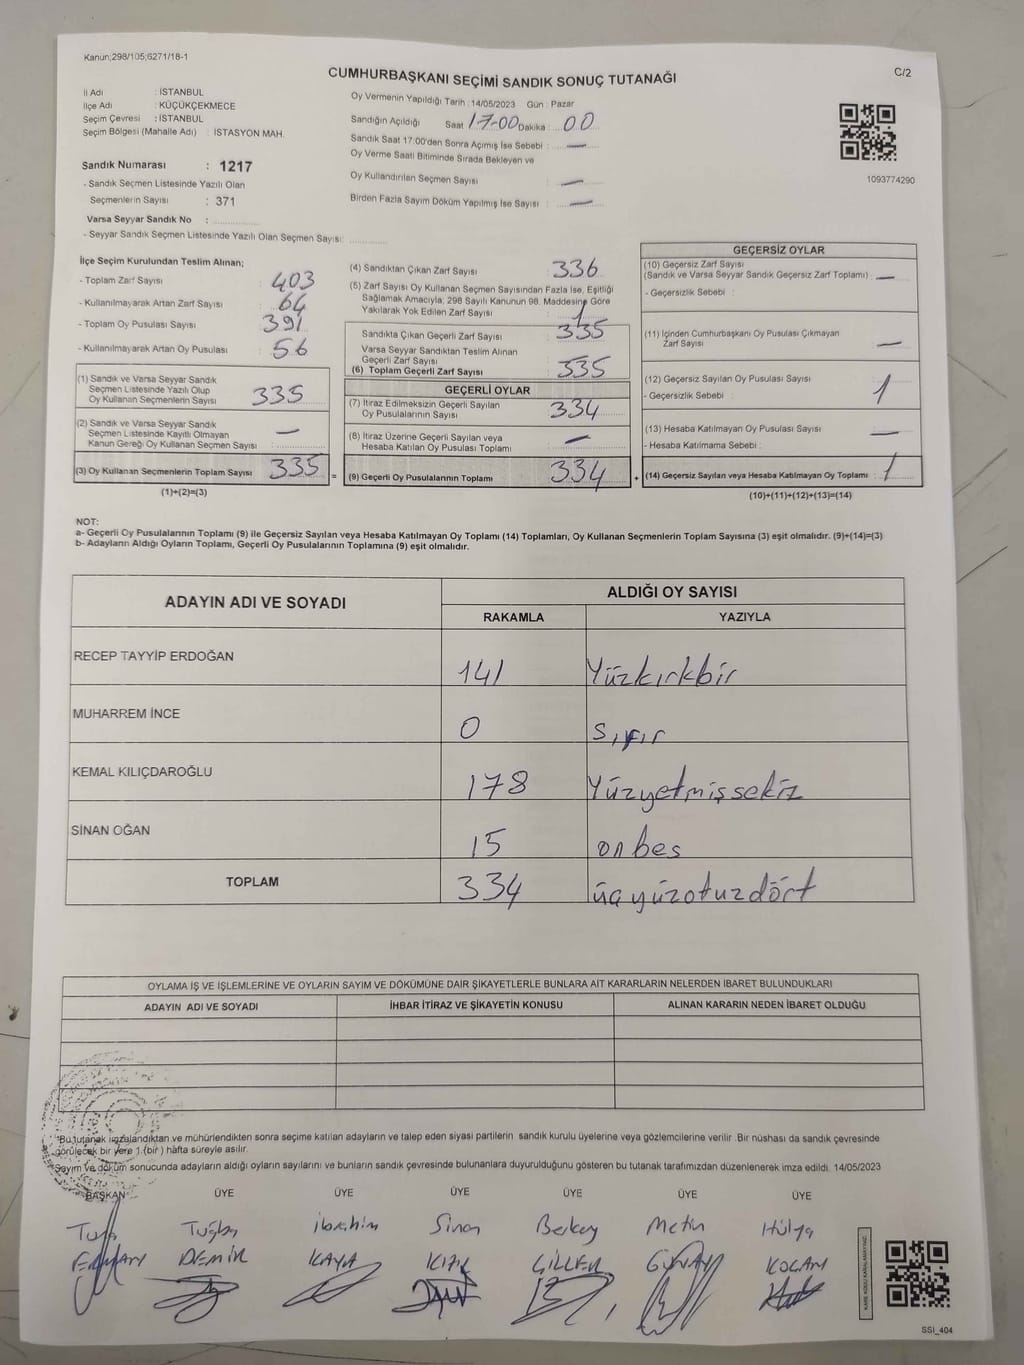 Kanun;298/105;6271/18-1
CUMHURBAŞKANI SEÇİMİ SANDIK SONUÇ TUTANAĞI
C/2
İl Adı : İSTANBUL
İlçe Adı : KÜÇÜKÇEKMECE
Seçim Çevresi : İSTANBUL
Seçim Bölgesi (Mahalle Adı) : İSTASYON MAH.
Sandık Numarası : 1217
- Sandık Seçmen Listesinde Yazılı Olan
Seçmenlerin Sayısı : 371
Varsa Seyyar Sandık No :
- Seyyar Sandık Seçmen Listesinde Yazılı Olan Seçmen Sayısı:
Oy Vermenin Yapıldığı Tarih : 14/05/2023 Gün : Pazar
Sandığın Açıldığı Saat 17-00 Dakika : 00
Sandık Saat 17:00'den Sonra Açımış İse Sebebi : —
Oy Verme Saati Bitiminde Sırada Bekleyen ve
Oy Kullandırılan Seçmen Sayısı : —
Birden Fazla Sayım Döküm Yapılmış İse Sayısı : —
1093774290
İlçe Seçim Kurulundan Teslim Alınan;
- Toplam Zarf Sayısı : 403
- Kullanılmayarak Artan Zarf Sayısı : 64
- Toplam Oy Pusulası Sayısı : 391
- Kullanılmayarak Artan Oy Pusulası : 56
(1) Sandık ve Varsa Seyyar Sandık
Seçmen Listesinde Yazılı Olup
Oy Kullanan Seçmenlerin Sayısı : 335
(2) Sandık ve Varsa Seyyar Sandık
Seçmen Listesinde Kayıtlı Olmayan
Kanun Gereği Oy Kullanan Seçmen Sayısı : —
(3) Oy Kullanan Seçmenlerin Toplam Sayısı : 335 =
(1)+(2)=(3)
(4) Sandıktan Çıkan Zarf Sayısı : 336
(5) Zarf Sayısı Oy Kullanan Seçmen Sayısından Fazla İse, Eşitliği
Sağlamak Amacıyla; 298 Sayılı Kanunun 98. Maddesine Göre
Yakılarak Yok Edilen Zarf Sayısı : 1
Sandıkta Çıkan Geçerli Zarf Sayısı : 335
Varsa Seyyar Sandıktan Teslim Alınan
Geçerli Zarf Sayısı
(6) Toplam Geçerli Zarf Sayısı : 335
GEÇERLİ OYLAR
(7) İtiraz Edilmeksizin Geçerli Sayılan
Oy Pusulalarının Sayısı : 334
(8) İtiraz Üzerine Geçerli Sayılan veya
Hesaba Katılan Oy Pusulası Toplamı : —
(9) Geçerli Oy Pusulalarının Toplamı : 334 +
GEÇERSİZ OYLAR
(10) Geçersiz Zarf Sayısı
(Sandık ve Varsa Seyyar Sandık Geçersiz Zarf Toplamı) : —
- Geçersizlik Sebebi :
(11) İçinden Cumhurbaşkanı Oy Pusulası Çıkmayan
Zarf Sayısı : —
(12) Geçersiz Sayılan Oy Pusulası Sayısı : 1
- Geçersizlik Sebebi :
(13) Hesaba Katılmayan Oy Pusulası Sayısı : —
- Hesaba Katılmama Sebebi :
(14) Geçersiz Sayılan veya Hesaba Katılmayan Oy Toplamı : 1
(10)+(11)+(12)+(13)=(14)
NOT:
a- Geçerli Oy Pusulalarının Toplamı (9) ile Geçersiz Sayılan veya Hesaba Katılmayan Oy Toplamı (14) Toplamları, Oy Kullanan Seçmenlerin Toplam Sayısına (3) eşit olmalıdır. (9)+(14)=(3)
b- Adayların Aldığı Oyların Toplamı, Geçerli Oy Pusulalarının Toplamına (9) eşit olmalıdır.
ADAYIN ADI VE SOYADI
ALDIĞI OY SAYISI
RAKAMLA YAZIYLA
RECEP TAYYİP ERDOĞAN 141 Yüzkırkbir
MUHARREM İNCE 0 Sıfır
KEMAL KILIÇDAROĞLU 178 Yüzyetmişsekiz
SİNAN OĞAN 15 onbeş
TOPLAM 334 üçyüzotuzdört
OYLAMA İŞ VE İŞLEMLERİNE VE OYLARIN SAYIM VE DÖKÜMÜNE DAİR ŞİKAYETLERLE BUNLARA AİT KARARLARIN NELERDEN İBARET BULUNDUKLARI
ADAYIN ADI VE SOYADI İHBAR İTİRAZ VE ŞİKAYETİN KONUSU ALINAN KARARIN NEDEN İBARET OLDUĞU
*Bu tutanak imzalandıktan ve mühürlendikten sonra seçime katılan adayların ve talep eden siyasi partilerin sandık kurulu üyelerine veya gözlemcilerine verilir. Bir nüshası da sandık çevresinde
görülecek bir yere 1 (bir) hafta süreyle asılır.
*Sayım ve döküm sonucunda adayların aldığı oyların sayılarını ve bunların sandık çevresinde bulunanlara duyurulduğunu gösteren bu tutanak tarafımızdan düzenlenerek imza edildi. 14/05/2023
BAŞKAN ÜYE ÜYE ÜYE ÜYE ÜYE ÜYE
Tuğba İbrahim Sinan Berkay Metin Hülya
DEMİR KAYA GÜNAY
SSİ_404